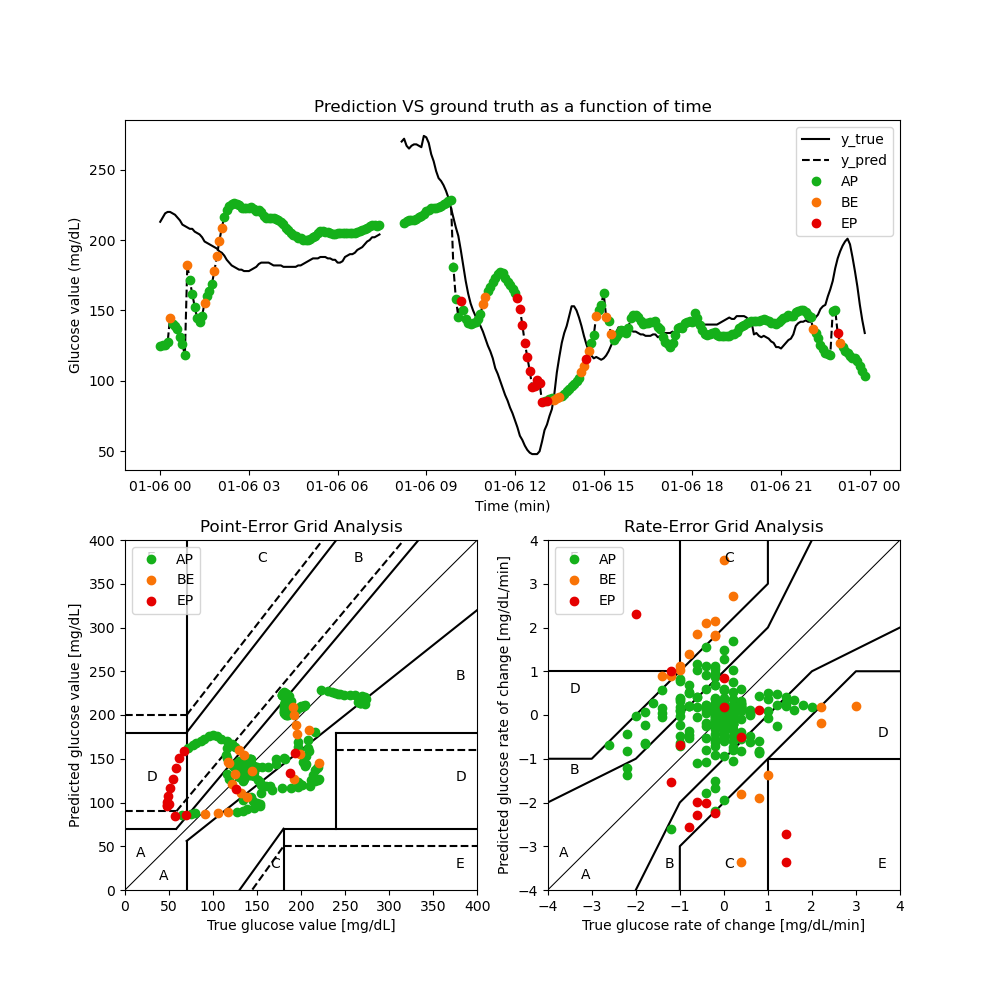 Prediction VS ground truth as a function of time
Glucose value (mg/dL)
250
200
150
100
50
y_true
y_pred
AP
BE
EP
01-06 00 01-06 03 01-06 06 01-06 09 01-06 12 01-06 15 01-06 18 01-06 21 01-07 00
Time (min)
Point-Error Grid Analysis
Predicted glucose value [mg/dL]
400
350
300
250
200
150
100
50
0
AP
BE
EP
C
B
B
D
D
A
A
C
E
0 50 100 150 200 250 300 350 400
True glucose value [mg/dL]
Rate-Error Grid Analysis
Predicted glucose rate of change [mg/dL/min]
4
3
2
1
0
−1
−2
−3
−4
AP
BE
EP
C
D
D
B
A
A
B
C
E
−4 −3 −2 −1 0 1 2 3 4
True glucose rate of change [mg/dL/min]